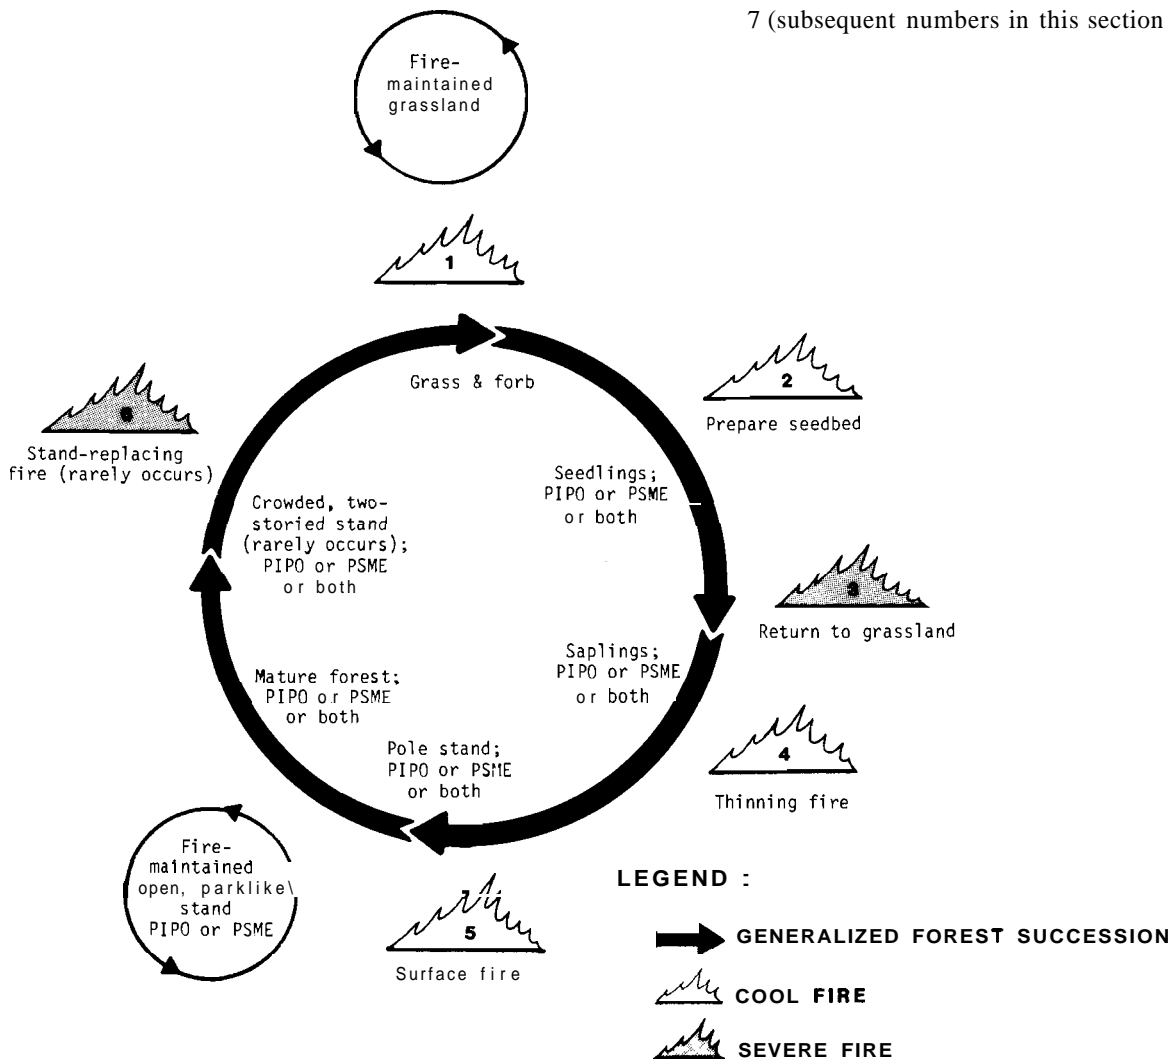 7 (subsequent numbers in this section
Fire-
maintained
grassland
1
Grass & forb
2
Prepare seedbed
6
Stand-replacing
fire (rarely occurs)
Seedlings;
PIPO or PSME
or both
Crowded, two-
storied stand
(rarely occurs);
PIPO or PSME
or both
3
Return to grassland
Saplings;
PIPO or PSME
or both
Mature forest;
PIPO or PSME
or both
4
Thinning fire
Pole stand;
PIPO or PSME
or both
Fire-
maintained
open, parklike
stand
PIPO or PSME
5
Surface fire
LEGEND :
GENERALIZED FOREST SUCCESSION
COOL FIRE
SEVERE FIRE